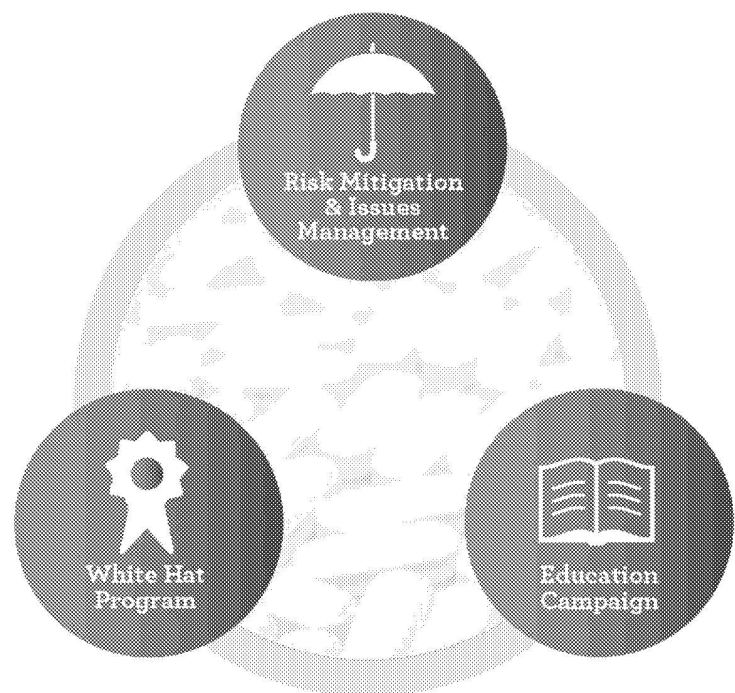 Risk Mitigation
& Issues
Management
White Hat
Program
Education
Campaign